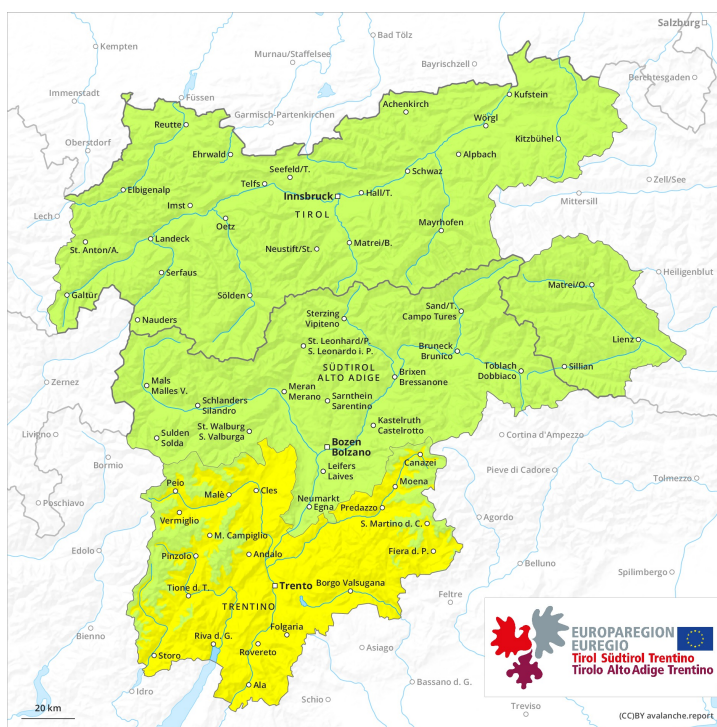 Salzburg
Kempten
Bad Tölz
Murnau/Staffelsee
Bayrischzell
Berchtesgaden
Immenstadt
Füssen
Achenkirch
Kufstein
Garmisch-Partenkirchen
Reutte
Wörgl
Oberstdorf
Kitzbühel
Ehrwald
Alpbach
Seefeld/T.
Schwaz
Telfs
Zell/See
Elbigenalp
Innsbruck
Hall/T.
Mittersill
Imst
TIROL
Lech
Oetz
Mayrhofen
St. Anton/A.
Landeck
Neustift/St.
Matrei/B.
Serfaus
Heiligenblut
Galtür
Sölden
Matrei/O.
Nauders
Sterzing
Vipiteno
Sand/T.
Campo Tures
Lienz
St. Leonhard/P.
S. Leonardo i. P.
Bruneck
Brunico
SÜDTIROL
ALTO ADIGE
Toblach
Dobbiaco
Sillian
Brixen
Bressanone
Zernez
Mals
Malles V.
Meran
Merano
Sarnthein
Sarentino
Schlanders
Silandro
Kastelruth
Castelrotto
Livigno
St. Walburg
S. Valburga
Sulden
Solda
Bozen
Bolzano
Cortina d'Ampezzo
Bormio
Canazei
Leifers
Laives
Pieve di Cadore
Tolmezzo
Peio
Malè
Cles
Moena
Poschiavo
Neumarkt
Egna
Predazzo
Vermiglio
S. Martino d. C.
Agordo
M. Campiglio
Edolo
Pinzolo
Andalo
Fiera d. P.
Belluno
Spilimbergo
Tione d. T.
Trento
Borgo Valsugana
Feltre
TRENTINO
Bienno
Folgaria
Riva d. G.
Rovereto
Asiago
Storo
Ala
Bassano d. G.
Idro
Schio
Treviso
EUROPAREGION
EUREGIO
Tirol Südtirol Trentino
Tirolo Alto Adige Trentino
20 km
(CC)BY avalanche.report